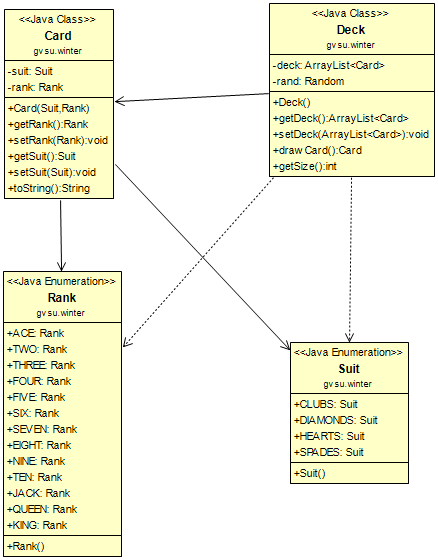 <<Java Class>>
Card
gvsu.winter
-suit: Suit
-rank: Rank
+Card(Suit,Rank)
+getRank():Rank
+setRank(Rank):void
+getSuit():Suit
+setSuit(Suit):void
+toString():String
<<Java Class>>
Deck
gvsu.winter
-deck: ArrayList<Card>
-rand: Random
+Deck()
+getDeck():ArrayList<Card>
+setDeck(ArrayList<Card>):void
+drawCard():Card
+getSize():int
<<Java Enumeration>>
Rank
gvsu.winter
+ACE: Rank
+TWO: Rank
+THREE: Rank
+FOUR: Rank
+FIVE: Rank
+SIX: Rank
+SEVEN: Rank
+EIGHT: Rank
+NINE: Rank
+TEN: Rank
+JACK: Rank
+QUEEN: Rank
+KING: Rank
+Rank()
<<Java Enumeration>>
Suit
gvsu.winter
+CLUBS: Suit
+DIAMONDS: Suit
+HEARTS: Suit
+SPADES: Suit
+Suit()